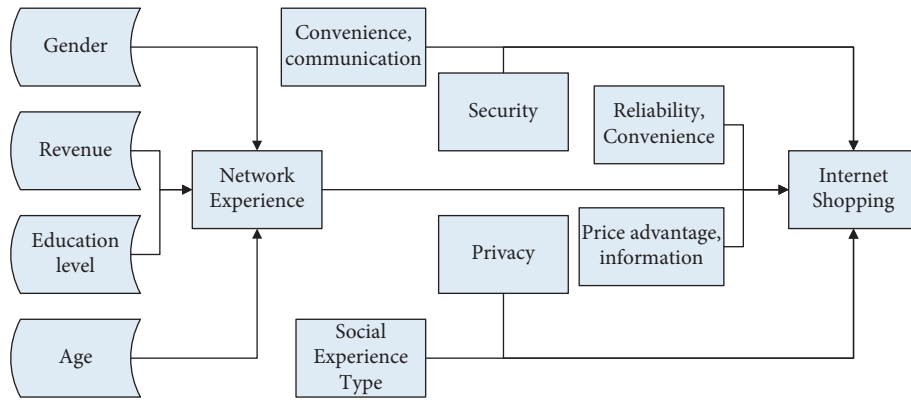 Gender
Revenue
Education
level
Age
Network
Experience
Convenience,
communication
Security
Reliability,
Convenience
Privacy
Price advantage,
information
Social
Experience
Type
Internet
Shopping